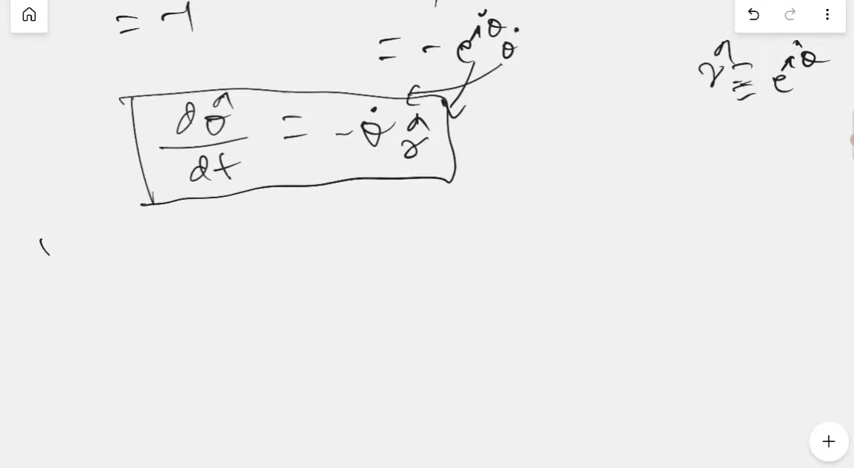 = -1
= - e^{iθ} θ̇
r̂ ≡ e^{iθ}
dθ̂/dt = - θ̇ r̂